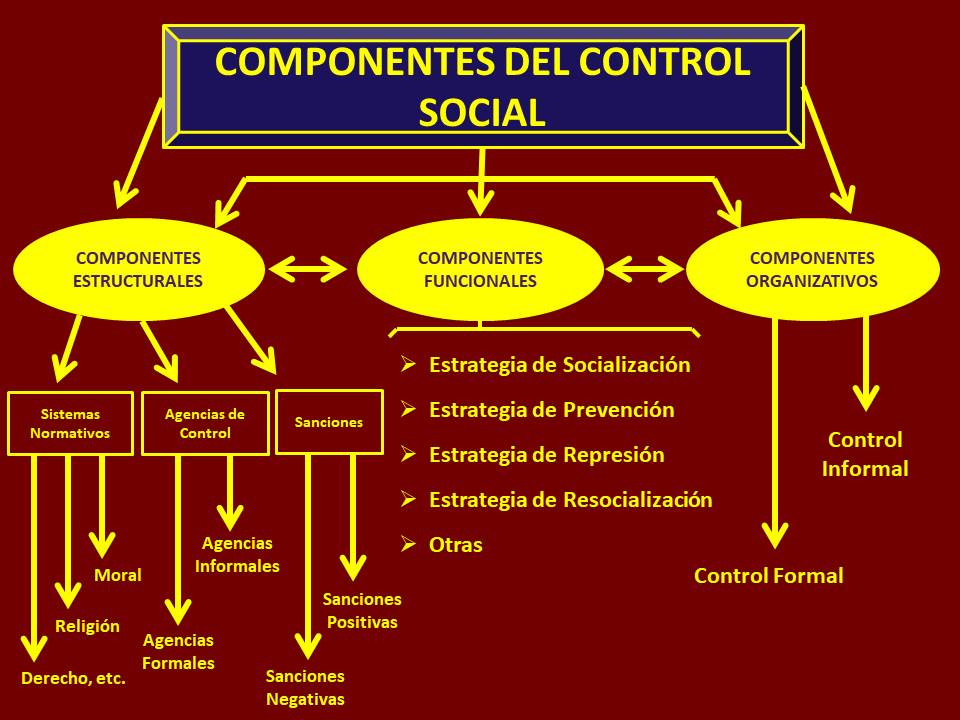 COMPONENTES DEL CONTROL
SOCIAL
COMPONENTES
ESTRUCTURALES
COMPONENTES
FUNCIONALES
COMPONENTES
ORGANIZATIVOS
Sistemas
Normativos
Agencias de
Control
Sanciones
Moral
Religión
Derecho, etc.
Agencias
Informales
Agencias
Formales
Sanciones
Positivas
Sanciones
Negativas
Estrategia de Socialización
Estrategia de Prevención
Estrategia de Represión
Estrategia de Resocialización
Otras
Control
Informal
Control Formal